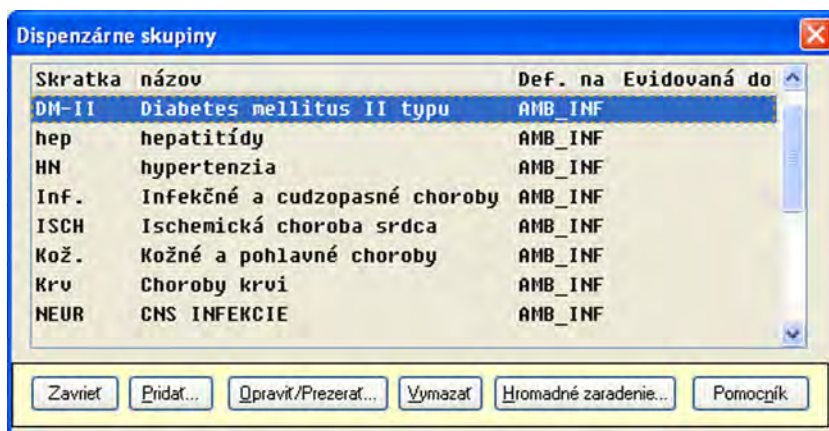 Dispenzárne skupiny
Skratka názov Def. na Evidovaná do
DM-II Diabetes mellitus II typu AMB_INF
hep hepatitídy AMB_INF
HN hypertenzia AMB_INF
Inf. Infekčné a cudzopasné choroby AMB_INF
ISCH Ischemická choroba srdca AMB_INF
Kož. Kožné a pohlavné choroby AMB_INF
Krv Choroby krvi AMB_INF
NEUR CNS INFEKCIE AMB_INF
Zavrieť Pridať... Opraviť/Prezerať... Vymazať Hromadné zaradenie... Pomocník